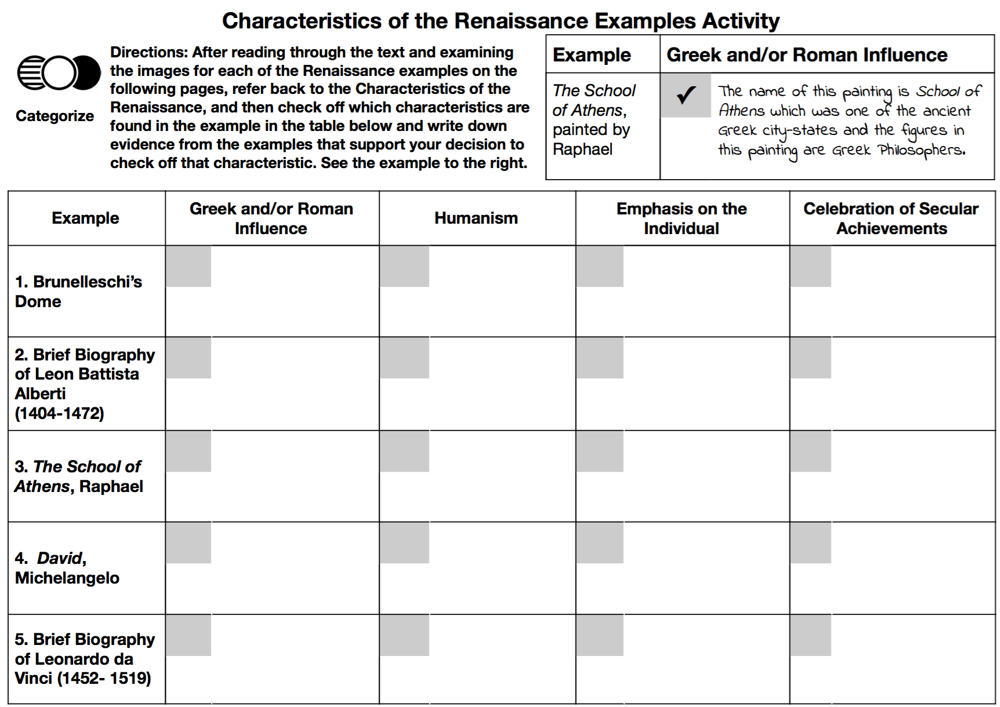 Characteristics of the Renaissance Examples Activity
Categorize
Directions: After reading through the text and examining
the images for each of the Renaissance examples on the
following pages, refer back to the Characteristics of the
Renaissance, and then check off which characteristics are
found in the example in the table below and write down
evidence from the examples that support your decision to
check off that characteristic. See the example to the right.
Example
Greek and/or Roman Influence
The School
of Athens,
painted by
Raphael
✓
The name of this painting is School of
Athens which was one of the ancient
Greek city-states and the figures in
this painting are Greek Philosophers.
Example
Greek and/or Roman
Influence
Humanism
Emphasis on the
Individual
Celebration of Secular
Achievements
1. Brunelleschi’s
Dome
2. Brief Biography
of Leon Battista
Alberti
(1404-1472)
3. The School of
Athens, Raphael
4. David,
Michelangelo
5. Brief Biography
of Leonardo da
Vinci (1452- 1519)